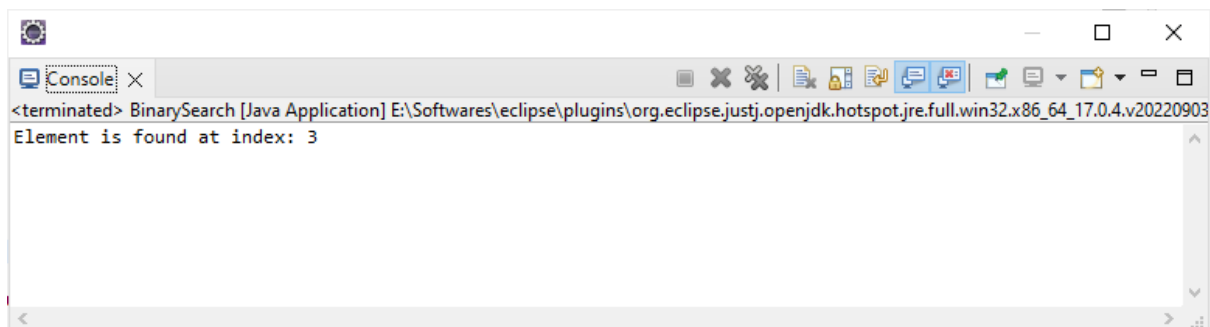 Console
<terminated> BinarySearch [Java Application] E:\Softwares\eclipse\plugins\org.eclipse.justj.openjdk.hotspot.jre.full.win32.x86_64_17.0.4.v20220903
Element is found at index: 3